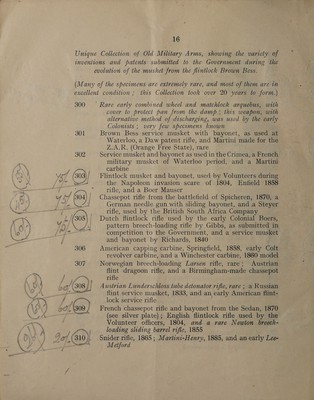 16
Unique Collection of Old Military Arms, showing the variety of
inventions and patents submitted to the Government during the
evolution of the musket from the flintlock Brown Bess.
(Many of the specimens are extremely rare, and most of them are in
excellent condition; this Collection took over 20 years to form.)
300 Rare early combined wheel and matchlock arquebus, with
cover to protect pan from the damp; this weapon, with
alternative method of discharging, was used by the early
Colonists; very few specimens known
301 Brown Bess service musket with bayonet, as used at
Waterloo, a Daw patent rifle, and Martini made for the
Z.A.R. (Orange Free State), rare
302 Service musket and bayonet as used in the Crimea, a French
military musket of Waterloo period, and a Martini
carbine
303 Flintlock musket and bayonet, used by Volunteers during
the Napoleon invasion scare of 1804, Enfield 1858
rifle, and a Boer Mauser
304 Chassepot rifle from the battlefield of Spicheren, 1870, a
German needle gun with sliding bayonet, and a Steyer
rifle, used by the British South Africa Company
305 Dutch flintlock rifle used by the early Colonial Boers,
pattern breech-loading rifle by Gibbs, as submitted in
competition to the Government, and a service musket
and bayonet by Richards, 1840
306 American capping carbine, Springfield, 1858, early Colt
revolver carbine, and a Winchester carbine, 1860 model
307 Norwegian breech-loading Larson rifle, rare; Austrian
flint dragoon rifle, and a Birmingham-made chassepot
rifle
308 Austrian Lunderschloss tube detonator rifle, rare; a Russian
flint service musket, 1833, and an early American flint-
lock service rifle
309 French chassepot rifle and bayonet from the Sedan, 1870
(see silver plate); English flintlock rifle used by the
Volunteer officers, 1804, and a rare Newton breech-
loading sliding barrel rifle, 1855
310 Snider rifle, 1865; Martini-Henry, 1885, and an early Lee-
Metford